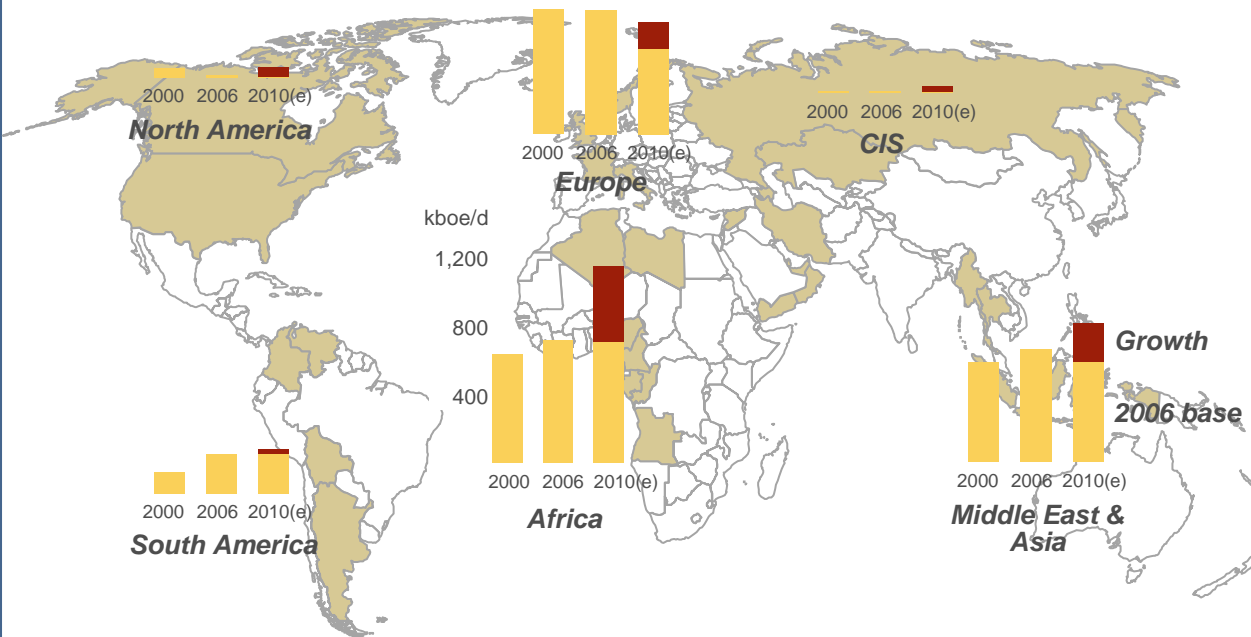 2000 2006 2010(e)
North America
2000 2006 2010(e)
Europe
2000 2006 2010(e)
CIS
kboe/d
1,200
800
400
2000 2006 2010(e)
Africa
Growth
2006 base
2000 2006 2010(e)
Middle East &
Asia
2000 2006 2010(e)
South America